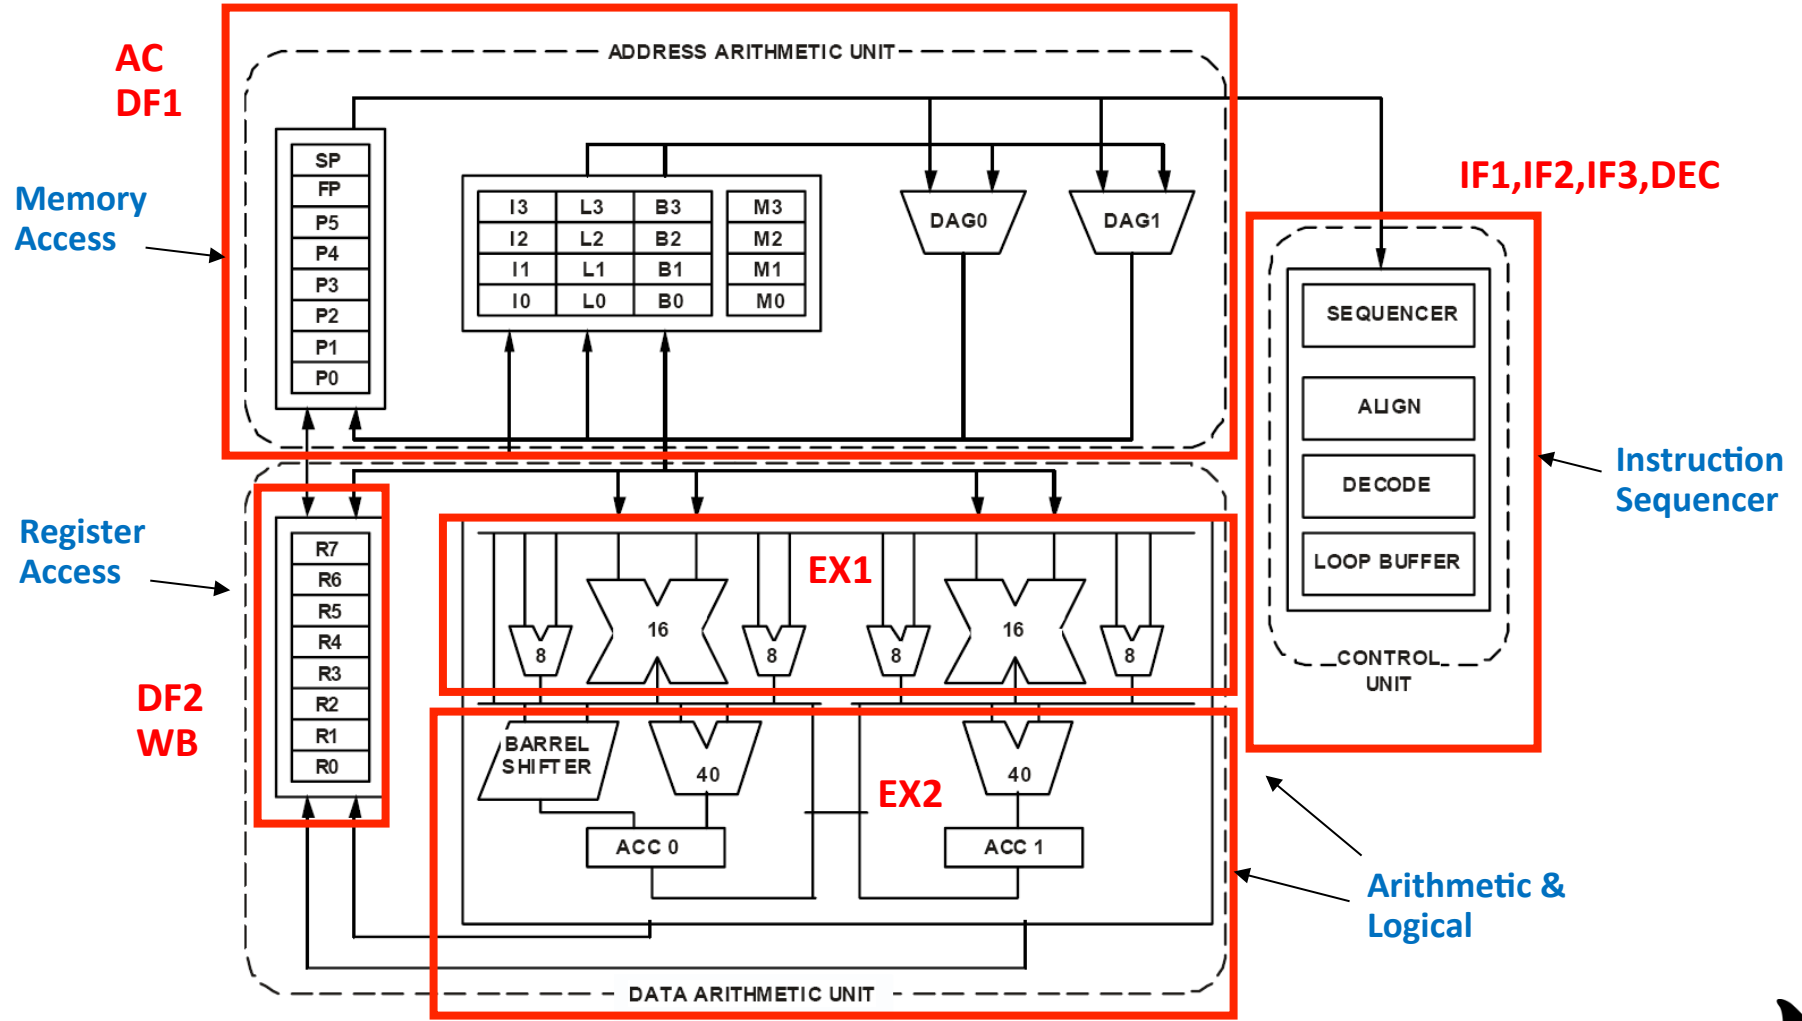 ADDRESS ARITHMETIC UNIT
AC
DF1
Memory
Access
SP
FP
P5
P4
P3
P2
P1
P0
I3 L3 B3 M3
I2 L2 B2 M2
I1 L1 B1 M1
I0 L0 B0 M0
DAG0
DAG1
IF1,IF2,IF3,DEC
SEQUENCER
ALIGN
DECODE
LOOP BUFFER
CONTROL
UNIT
Instruction
Sequencer
Register
Access
R7
R6
R5
R4
R3
R2
R1
R0
DF2
WB
EX1
8
16
8
8
16
8
BARREL
SHIFTER
40
EX2
40
ACC 0
ACC 1
Arithmetic &
Logical
DATA ARITHMETIC UNIT